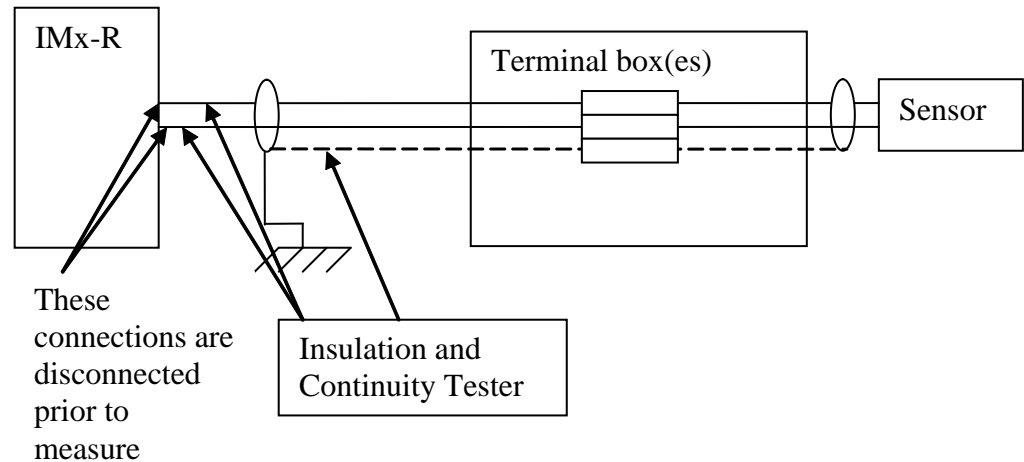 IMx-R
Terminal box(es)
Sensor
These
connections are
disconnected
prior to
measure
Insulation and
Continuity Tester